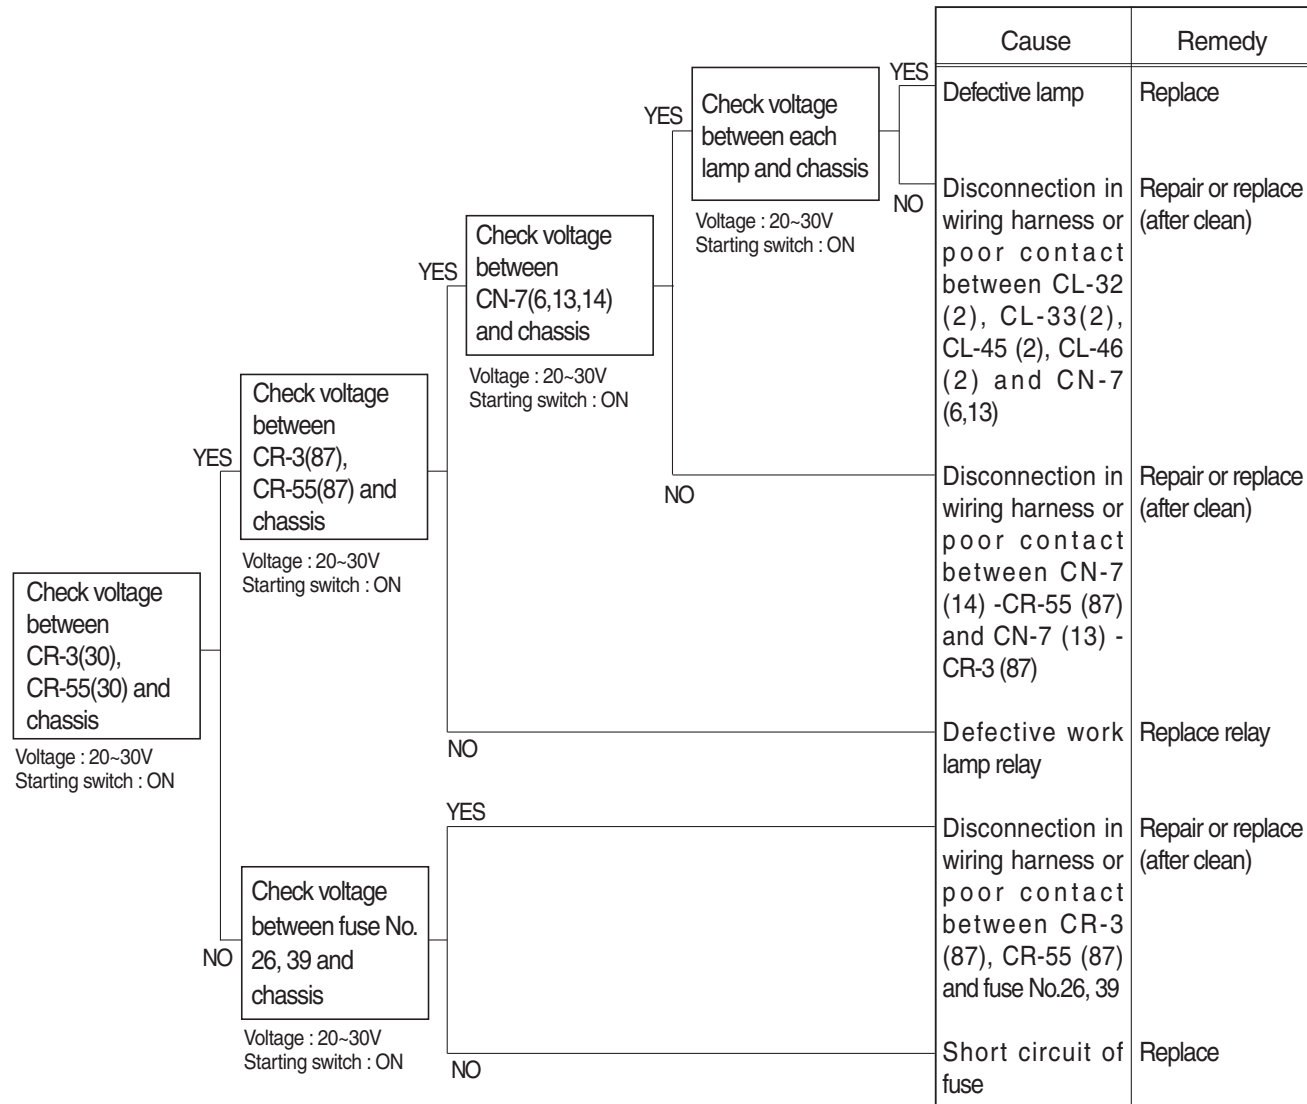 Cause
Remedy
YES
Defective lamp
Replace
YES
Check voltage
between each
lamp and chassis
Voltage : 20~30V
Starting switch : ON
NO
Disconnection in
wiring harness or
poor contact
between CL-32
(2), CL-33(2),
CL-45 (2), CL-46
(2) and CN-7
(6,13)
Repair or replace
(after clean)
YES
Check voltage
between
CN-7(6,13,14)
and chassis
Voltage : 20~30V
Starting switch : ON
NO
Disconnection in
wiring harness or
poor contact
between CN-7
(14) -CR-55 (87)
and CN-7 (13) -
CR-3 (87)
Repair or replace
(after clean)
YES
Check voltage
between
CR-3(87),
CR-55(87) and
chassis
Voltage : 20~30V
Starting switch : ON
Check voltage
between
CR-3(30),
CR-55(30) and
chassis
Voltage : 20~30V
Starting switch : ON
NO
Defective work
lamp relay
Replace relay
YES
Disconnection in
wiring harness or
poor contact
between CR-3
(87), CR-55 (87)
and fuse No.26, 39
Repair or replace
(after clean)
NO
Check voltage
between fuse No.
26, 39 and
chassis
Voltage : 20~30V
Starting switch : ON
NO
Short circuit of
fuse
Replace